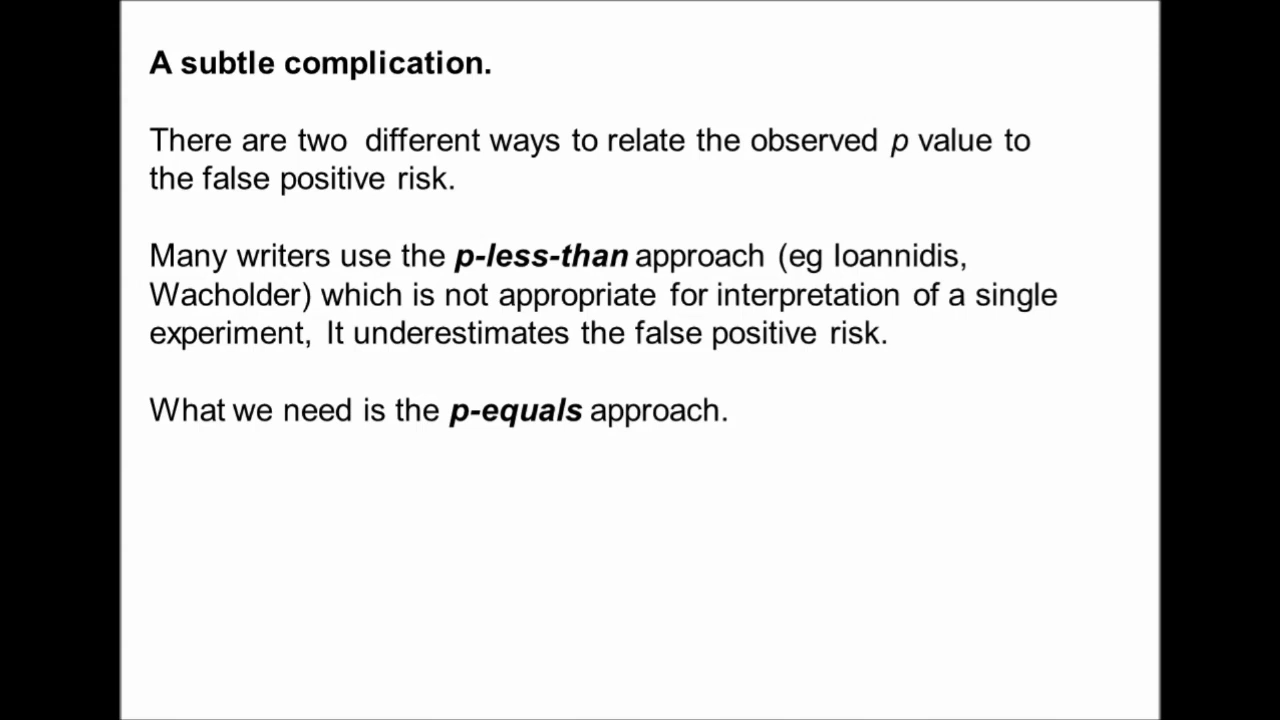 A subtle complication.
There are two different ways to relate the observed p value to
the false positive risk.
Many writers use the p-less-than approach (eg Ioannidis,
Wacholder) which is not appropriate for interpretation of a single
experiment, It underestimates the false positive risk.
What we need is the p-equals approach.